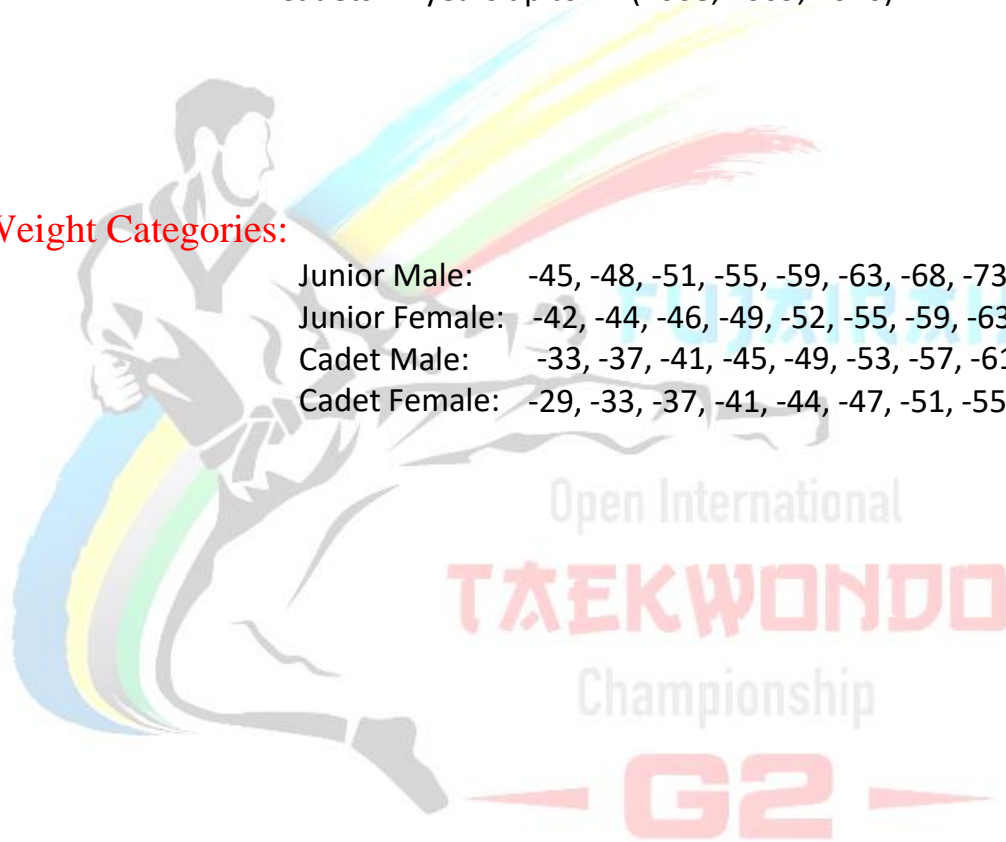 Weight Categories:
Junior Male: -45, -48, -51, -55, -59, -63, -68, -73
Junior Female: -42, -44, -46, -49, -52, -55, -59, -63
Cadet Male: -33, -37, -41, -45, -49, -53, -57, -61
Cadet Female: -29, -33, -37, -41, -44, -47, -51, -55
FUJAIRAH
Open International
TAEKWONDO
Championship
G2